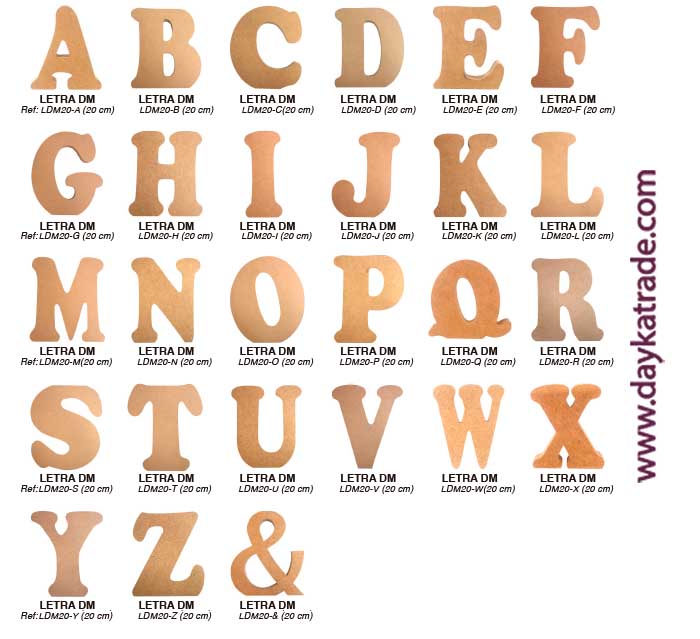 A B C D E F
LETRA DM LETRA DM LETRA DM LETRA DM LETRA DM LETRA DM
Ref: LDM20-A (20 cm) LDM20-B (20 cm) LDM20-C(20 cm) LDM20-D (20 cm) LDM20-E (20 cm) LDM20-F (20 cm)
G H I J K L
LETRA DM LETRA DM LETRA DM LETRA DM LETRA DM LETRA DM
Ref:LDM20-G (20 cm) LDM20-H (20 cm) LDM20-I (20 cm) LDM20-J (20 cm) LDM20-K (20 cm) LDM20-L (20 cm)
M N O P Q R
LETRA DM LETRA DM LETRA DM LETRA DM LETRA DM LETRA DM
Ref:LDM20-M(20 cm) LDM20-N (20 cm) LDM20-O (20 cm) LDM20-P (20 cm) LDM20-Q (20 cm) LDM20-R (20 cm)
S T U V W X
LETRA DM LETRA DM LETRA DM LETRA DM LETRA DM LETRA DM
Ref:LDM20-S (20 cm) LDM20-T (20 cm) LDM20-U (20 cm) LDM20-V (20 cm) LDM20-W(20 cm) LDM20-X (20 cm)
Y Z &
LETRA DM LETRA DM LETRA DM
Ref:LDM20-Y (20 cm) LDM20-Z (20 cm) LDM20-& (20 cm)
www.daykatrade.com